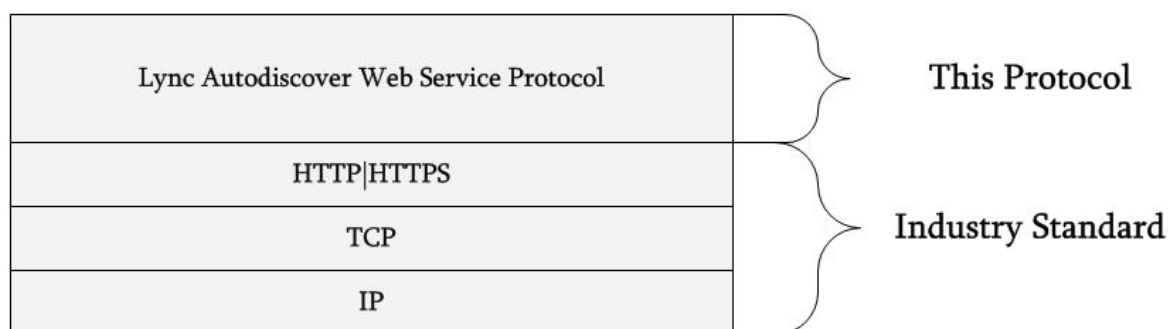 Lync Autodiscover Web Service Protocol
This Protocol
HTTP|HTTPS
TCP
Industry Standard
IP